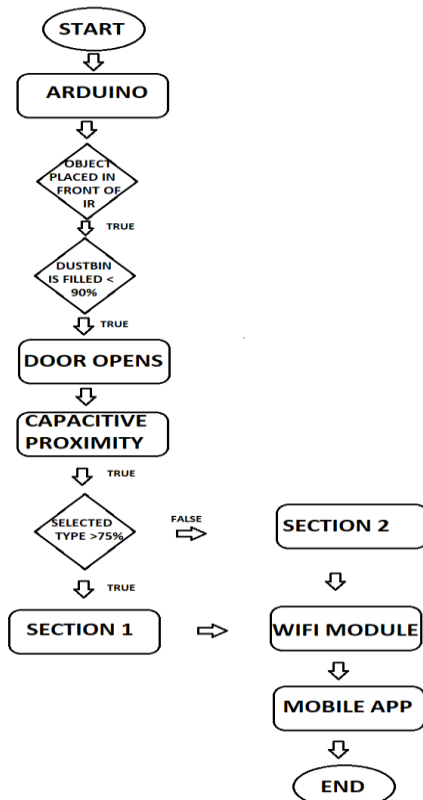 START
ARDUINO
OBJECT
PLACED IN
FRONT OF
IR
TRUE
DUSTBIN
IS FILLED <
90%
TRUE
DOOR OPENS
CAPACITIVE
PROXIMITY
TRUE
SELECTED
TYPE >75%
FALSE
SECTION 2
TRUE
SECTION 1
WIFI MODULE
MOBILE APP
END